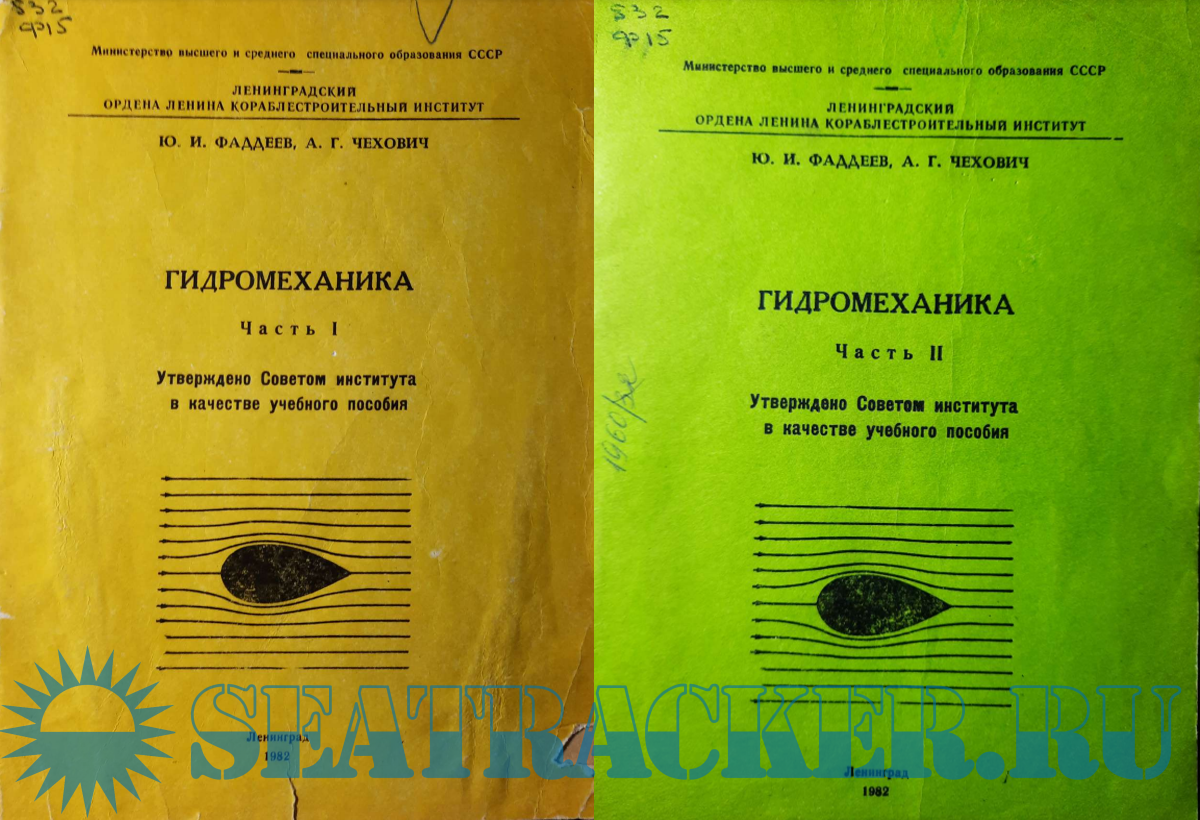 532
Ф15
Министерство высшего и среднего специального образования СССР
ЛЕНИНГРАДСКИЙ
ОРДЕНА ЛЕНИНА КОРАБЛЕСТРОИТЕЛЬНЫЙ ИНСТИТУТ
Ю. И. ФАДДЕЕВ, А. Г. ЧЕХОВИЧ
ГИДРОМЕХАНИКА
Часть I
Утверждено Советом института
в качестве учебного пособия
Ленинград
1982
532
Ф15
Министерство высшего и среднего специального образования СССР
ЛЕНИНГРАДСКИЙ
ОРДЕНА ЛЕНИНА КОРАБЛЕСТРОИТЕЛЬНЫЙ ИНСТИТУТ
Ю. И. ФАДДЕЕВ, А. Г. ЧЕХОВИЧ
ГИДРОМЕХАНИКА
Часть II
Утверждено Советом института
в качестве учебного пособия
Ленинград
1982
SEATRACKER.RU